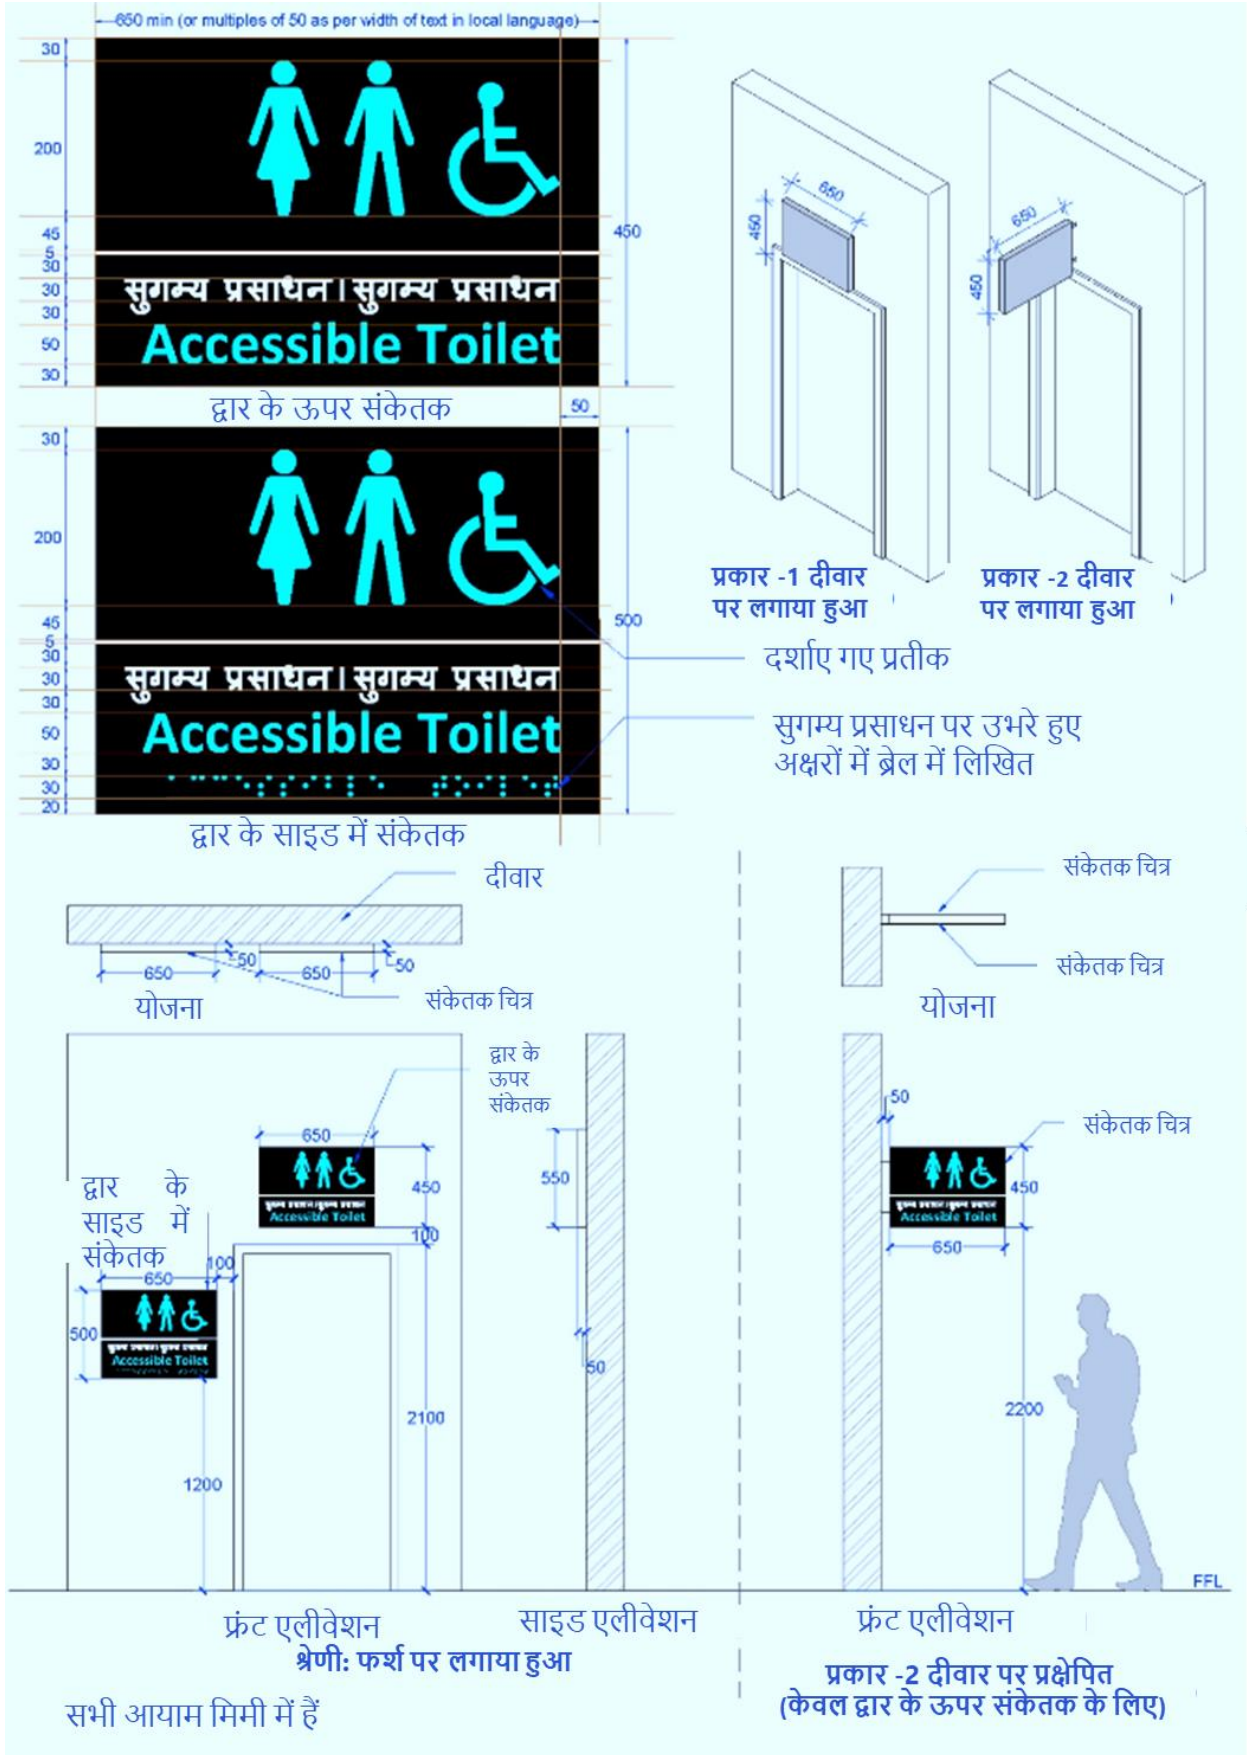 650 min (or multiples of 50 as per width of text in local language)
30
200
45
5
30
30
30
50
30
450
सुगम्य प्रसाधन | सुगम्य प्रसाधन
Accessible Toilet
द्वार के ऊपर संकेतक
50
30
200
45
5
30
30
30
50
30
30
20
500
सुगम्य प्रसाधन | सुगम्य प्रसाधन
Accessible Toilet
द्वार के साइड में संकेतक
650
450
650
450
प्रकार -1 दीवार
पर लगाया हुआ
प्रकार -2 दीवार
पर लगाया हुआ
दर्शाए गए प्रतीक
सुगम्य प्रसाधन पर उभरे हुए
अक्षरों में ब्रेल में लिखित
दीवार
650
50
650
50
योजना
संकेतक चित्र
संकेतक चित्र
संकेतक चित्र
योजना
द्वार के
ऊपर
संकेतक
650
450
100
Accessible Toilet
द्वार के
साइड में
संकेतक
100
650
500
Accessible Toilet
1200
2100
550
50
50
संकेतक चित्र
450
Accessible Toilet
650
2200
FFL
फ्रंट एलीवेशन
साइड एलीवेशन
फ्रंट एलीवेशन
श्रेणी: फर्श पर लगाया हुआ
प्रकार -2 दीवार पर प्रक्षेपित
(केवल द्वार के ऊपर संकेतक के लिए)
सभी आयाम मिमी में हैं